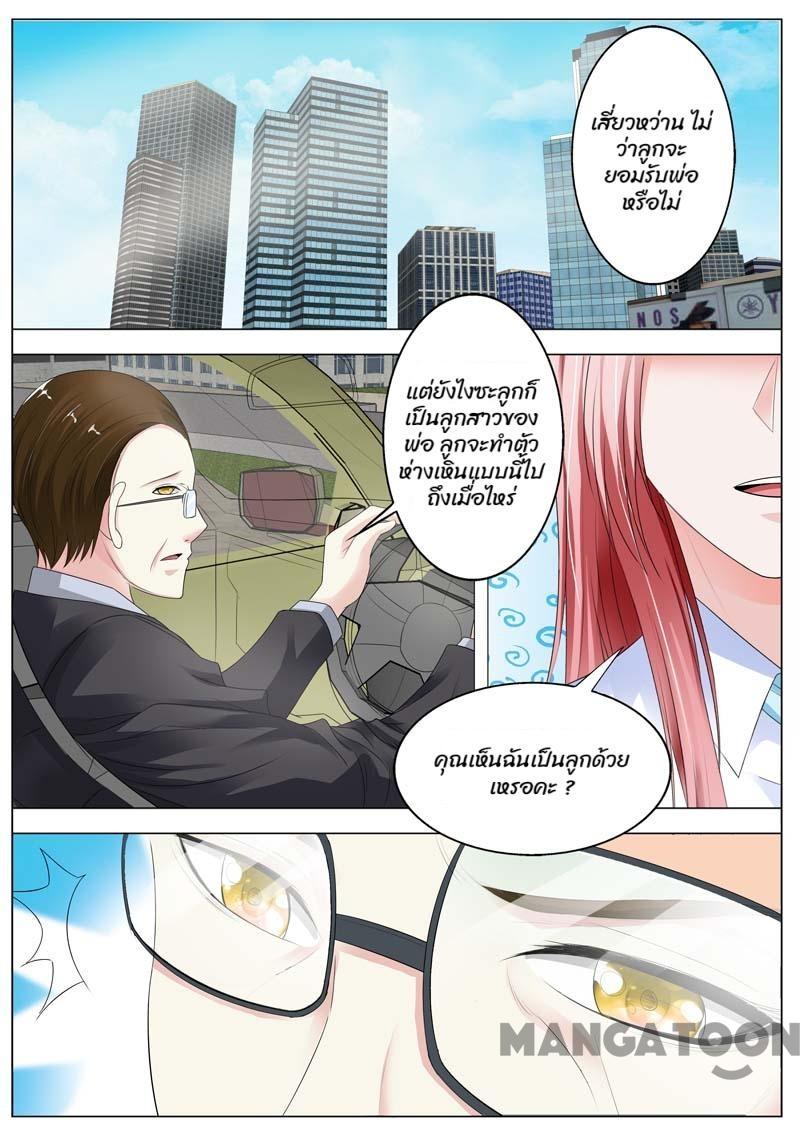 เสี่ยวหว่าน ไม่
ว่าลูกจะ
ยอมรับพ่อ
หรือไม่
NOS
Y
แต่ยังไงซะลูกก็
เป็นลูกสาวของ
พ่อ ลูกจะทำตัว
ห่างเหินแบบนี้ไป
ถึงเมื่อไหร่
คุณเห็นฉันเป็นลูกด้วย
เหรอคะ ?
MANGATOON